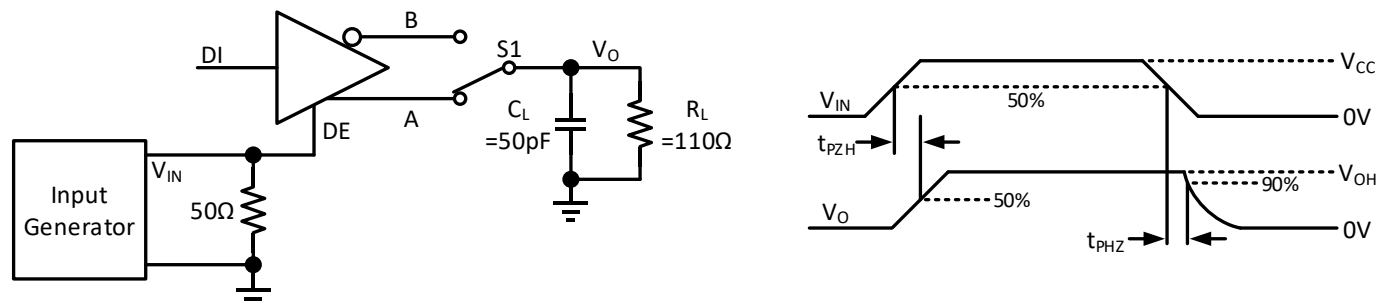 B
DI
S1
VO
A
DE
CL
=50pF
RL
=110Ω
VIN
Input
Generator
50Ω
VCC
VIN
50%
0V
tPZH
VOH
90%
50%
VO
0V
tPHZ